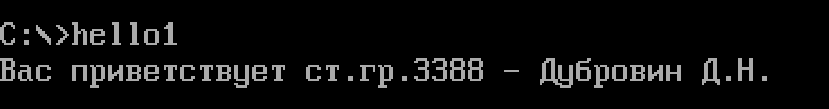 C:\>hello1
Вас приветствует ст.гр.3388 - Дубровин Д.Н.